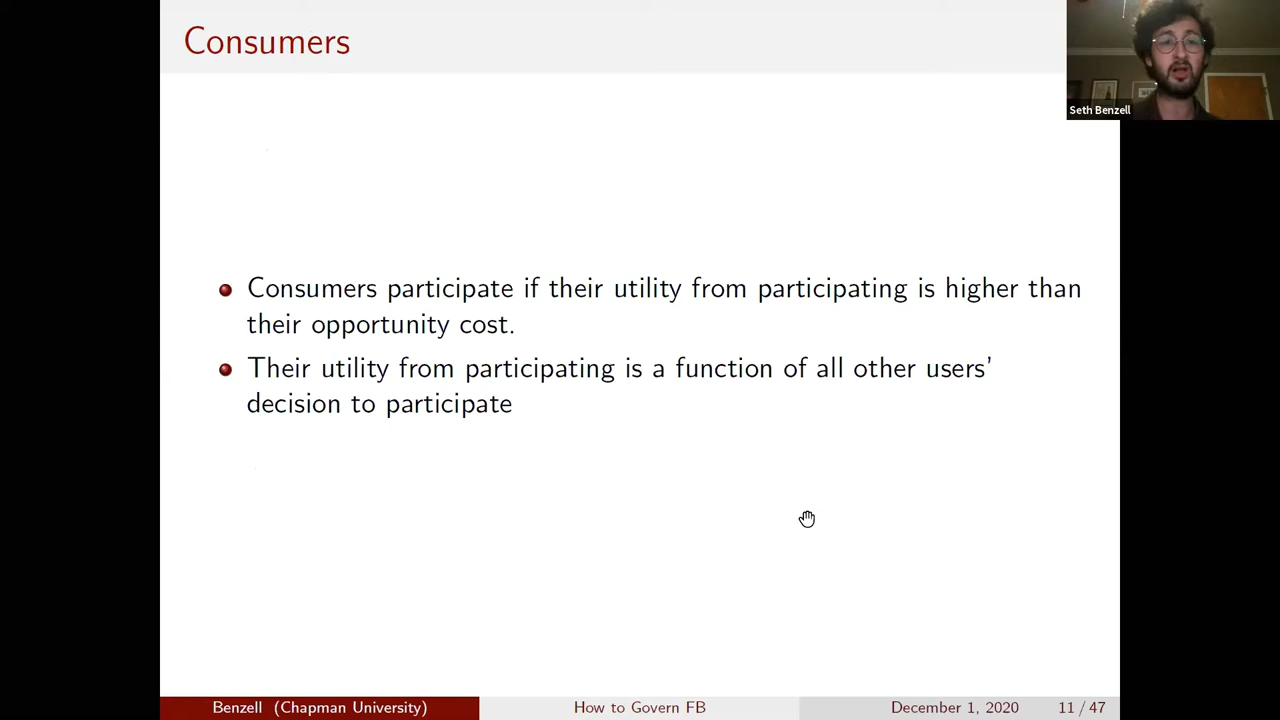 Consumers
Seth Benzell
Consumers participate if their utility from participating is higher than
their opportunity cost.
Their utility from participating is a function of all other users'
decision to participate
Benzell (Chapman University)
How to Govern FB
December 1, 2020
11 / 47